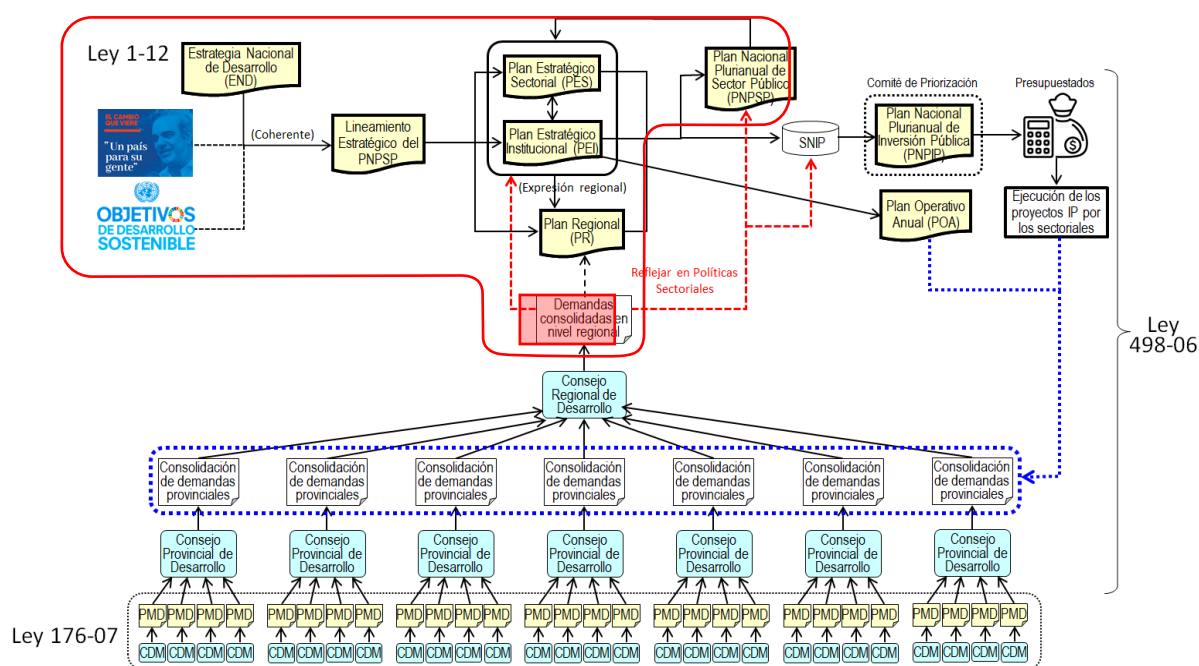 Ley 1-12
Estrategia Nacional
de Desarrollo
(END)
EL CAMBIO
QUE VIENE
"Un país
para su
gente"
OBJETIVOS
DE DESARROLLO
SOSTENIBLE
(Coherente)
Lineamiento
Estratégico del
PNPSP
Plan Estratégico
Sectorial (PES)
Plan Estratégico
Institucional (PEI)
(Expresión regional)
Plan Regional
(PR)
Plan Nacional
Plurianual de
Sector Público
(PNPSP)
SNIP
Comité de Priorización
Plan Nacional
Plurianual de
Inversión Pública
(PNPIP)
Presupuestados
Plan Operativo
Anual (POA)
Ejecución de los
proyectos IP por
los sectoriales
Reflejar en Políticas
Sectoriales
Demandas
consolidadas en
nivel regional
Ley
498-06
Consejo
Regional de
Desarrollo
Consolidación
de demandas
provinciales
Consolidación
de demandas
provinciales
Consolidación
de demandas
provinciales
Consolidación
de demandas
provinciales
Consolidación
de demandas
provinciales
Consolidación
de demandas
provinciales
Consolidación
de demandas
provinciales
Consejo
Provincial de
Desarrollo
Consejo
Provincial de
Desarrollo
Consejo
Provincial de
Desarrollo
Consejo
Provincial de
Desarrollo
Consejo
Provincial de
Desarrollo
Consejo
Provincial de
Desarrollo
Consejo
Provincial de
Desarrollo
Ley 176-07
PMD PMD PMD PMD PMD PMD PMD PMD PMD PMD PMD PMD PMD PMD PMD PMD PMD PMD PMD PMD PMD PMD PMD PMD PMD PMD PMD PMD
CDM CDM CDM CDM CDM CDM CDM CDM CDM CDM CDM CDM CDM CDM CDM CDM CDM CDM CDM CDM CDM CDM CDM CDM CDM CDM CDM CDM